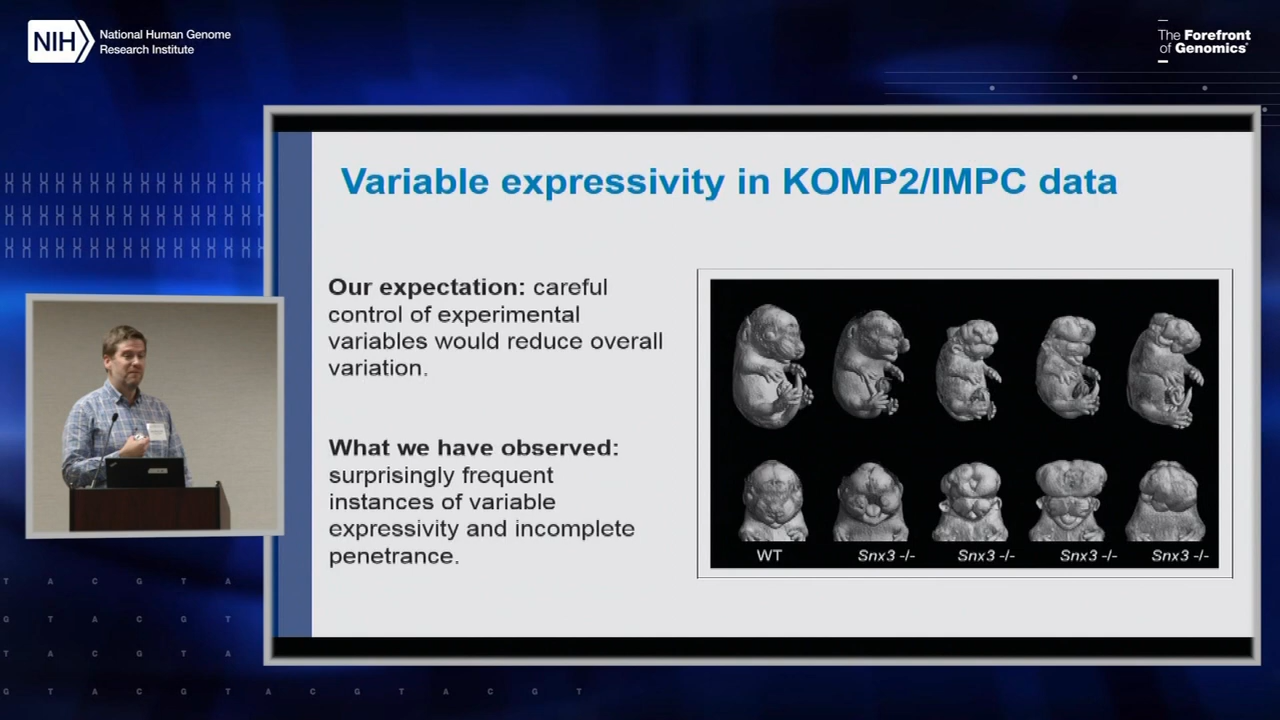 NIH
National Human Genome
Research Institute
The Forefront
of Genomics®
Variable expressivity in KOMP2/IMPC data
Our expectation: careful
control of experimental
variables would reduce overall
variation.
What we have observed:
surprisingly frequent
instances of variable
expressivity and incomplete
penetrance.
WT
Snx3 -/-
Snx3 -/-
Snx3 -/-
Snx3 -/-
T A C G T A
G T A C G T
T A C G T A
G T A C G T A C G T A C G T